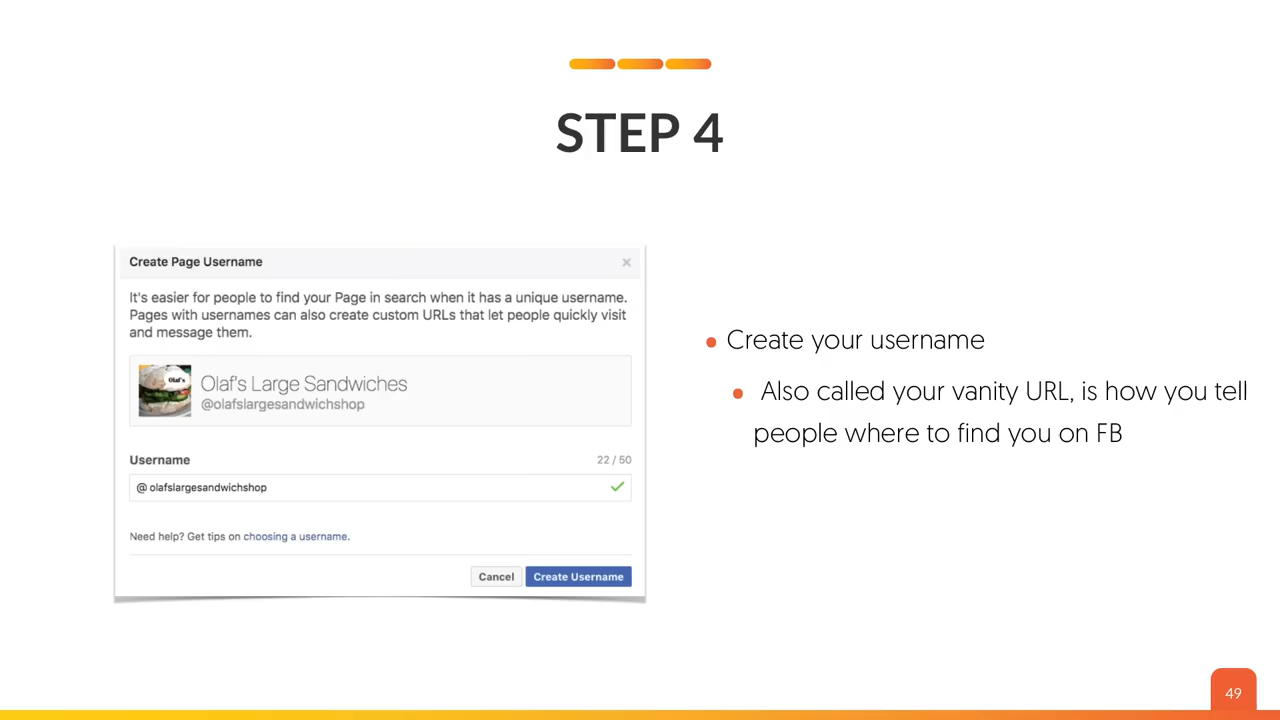 STEP 4
Create Page Username
It's easier for people to find your Page in search when it has a unique username.
Pages with usernames can also create custom URLs that let people quickly visit
and message them.
Olaf's
Olaf's Large Sandwiches
@olafslargesandwichshop
Username 22 / 50
@ olafslargesandwichshop
Need help? Get tips on choosing a username.
Cancel Create Username
• Create your username
• Also called your vanity URL, is how you tell
people where to find you on FB
49